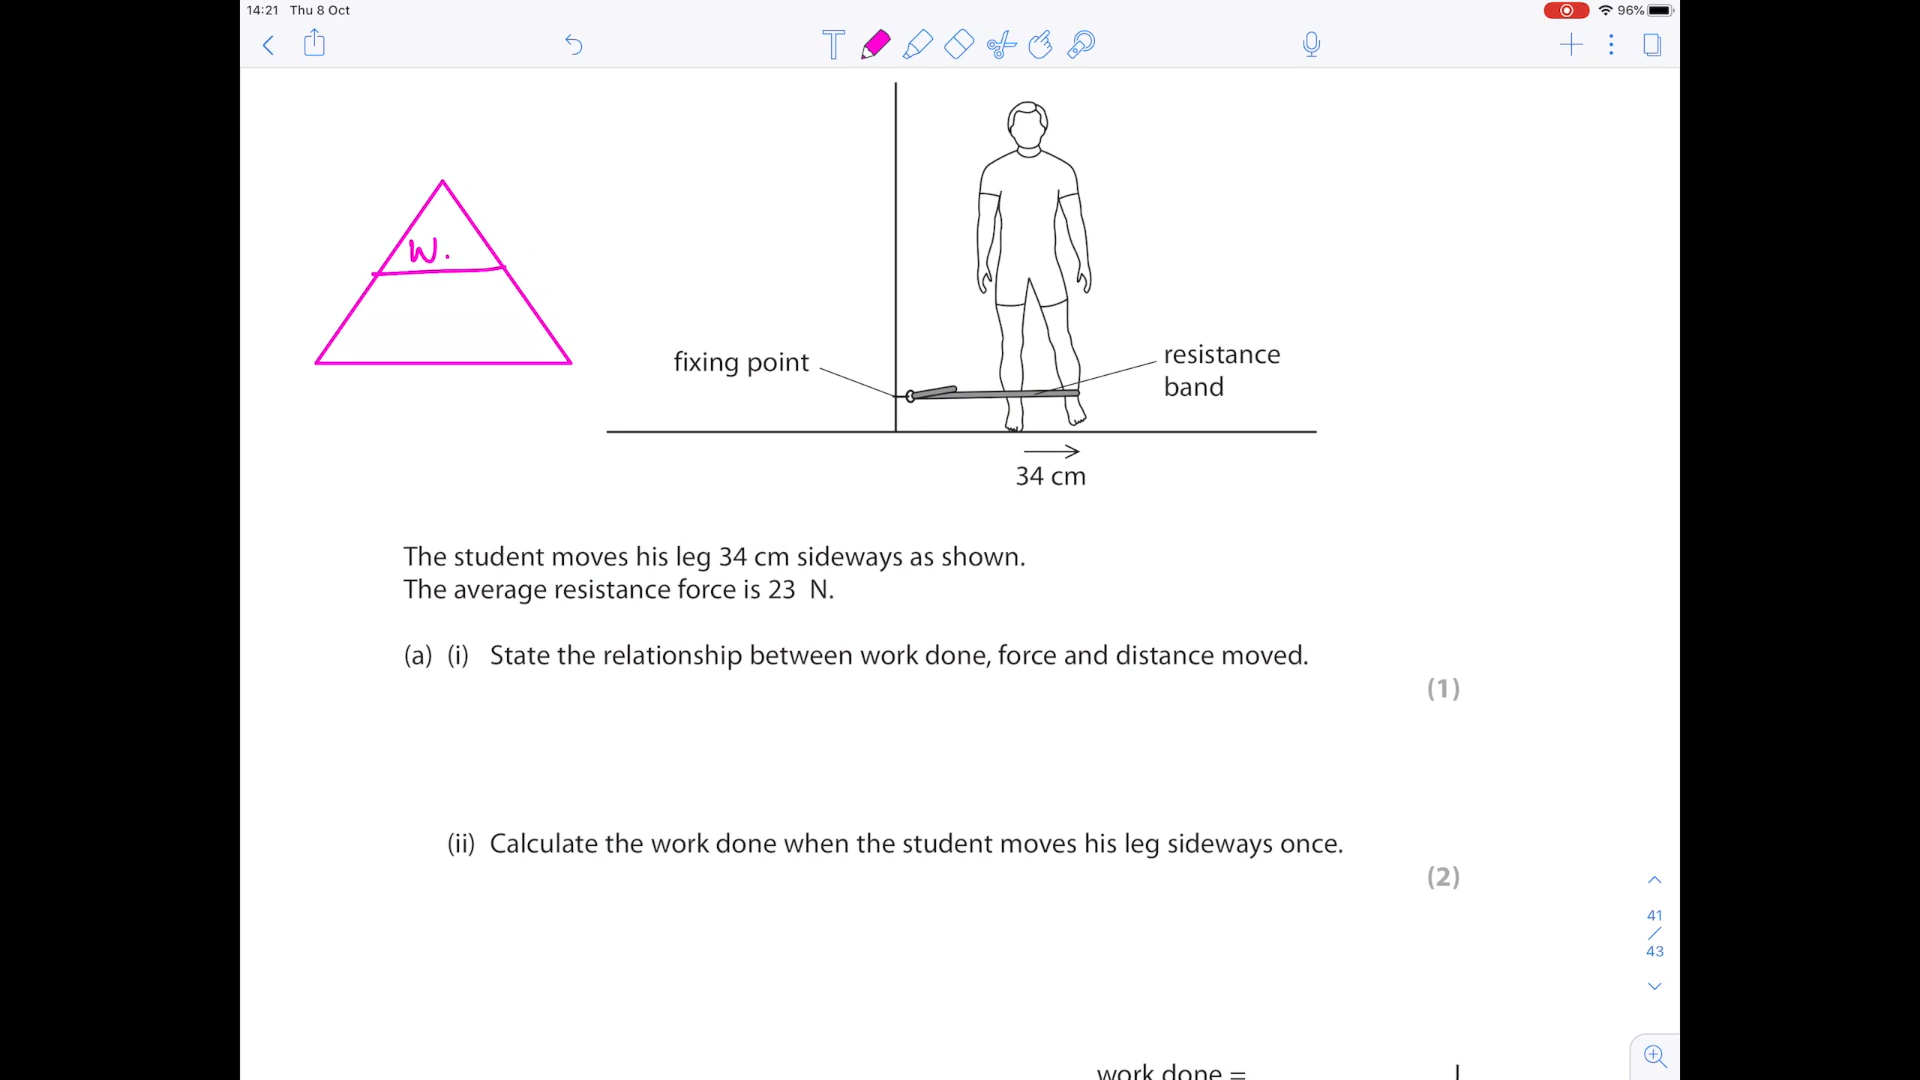 14:21 Thu 8 Oct
96%
T
W.
fixing point
resistance
band
34 cm
The student moves his leg 34 cm sideways as shown.
The average resistance force is 23 N.
(a) (i) State the relationship between work done, force and distance moved.
(1)
(ii) Calculate the work done when the student moves his leg sideways once.
(2)
41
/
43
work done = J